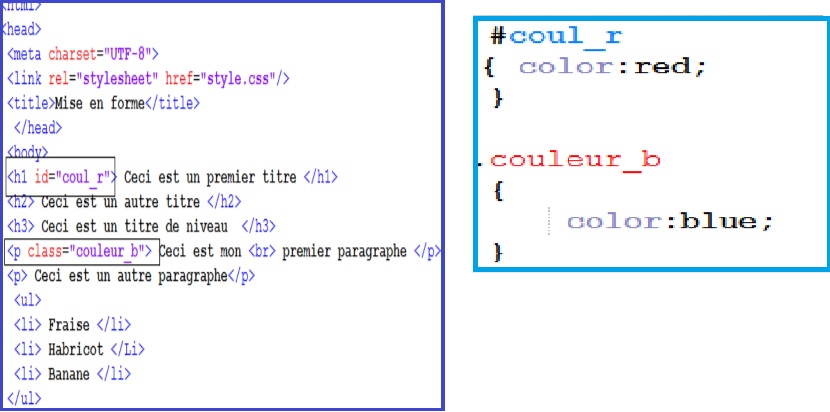 <html>
<head>
<meta charset="UTF-8">
<link rel="stylesheet" href="style.css"/>
<title>Mise en forme</title>
</head>
<body>
<h1 id="coul_r"> Ceci est un premier titre </h1>
<h2> Ceci est un autre titre </h2>
<h3> Ceci est un titre de niveau </h3>
<p class="couleur_b"> Ceci est mon <br> premier paragraphe </p>
<p> Ceci est un autre paragraphe</p>
<ul>
<li> Fraise </li>
<li> Habricot </Li>
<li> Banane </li>
</ul>
#coul_r
{ color:red;
}
.couleur_b
{
color:blue;
}